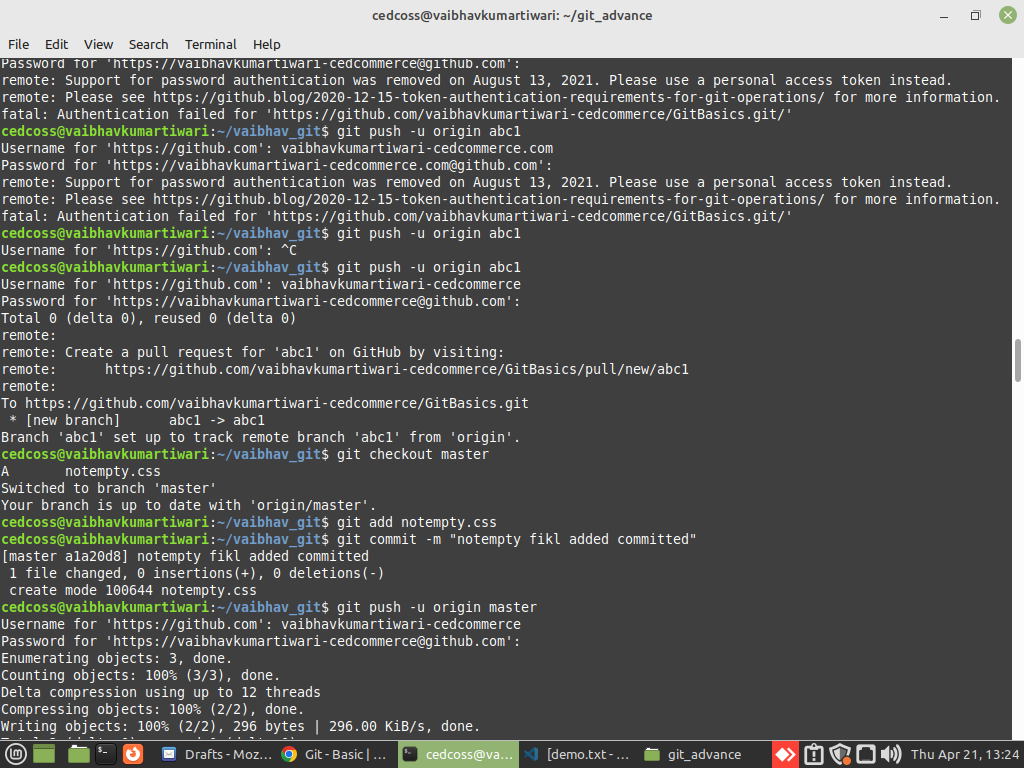 cedcoss@vaibhavkumartiwari: ~/git_advance
File Edit View Search Terminal Help
Password for 'https://vaibhavkumartiwari-cedcommerce@github.com':
remote: Support for password authentication was removed on August 13, 2021. Please use a personal access token instead.
remote: Please see https://github.blog/2020-12-15-token-authentication-requirements-for-git-operations/ for more information.
fatal: Authentication failed for 'https://github.com/vaibhavkumartiwari-cedcommerce/GitBasics.git/'
cedcoss@vaibhavkumartiwari:~/vaibhav_git$ git push -u origin abc1
Username for 'https://github.com': vaibhavkumartiwari-cedcommerce.com
Password for 'https://vaibhavkumartiwari-cedcommerce.com@github.com':
remote: Support for password authentication was removed on August 13, 2021. Please use a personal access token instead.
remote: Please see https://github.blog/2020-12-15-token-authentication-requirements-for-git-operations/ for more information.
fatal: Authentication failed for 'https://github.com/vaibhavkumartiwari-cedcommerce/GitBasics.git/'
cedcoss@vaibhavkumartiwari:~/vaibhav_git$ git push -u origin abc1
Username for 'https://github.com': ^C
cedcoss@vaibhavkumartiwari:~/vaibhav_git$ git push -u origin abc1
Username for 'https://github.com': vaibhavkumartiwari-cedcommerce
Password for 'https://vaibhavkumartiwari-cedcommerce@github.com':
Total 0 (delta 0), reused 0 (delta 0)
remote:
remote: Create a pull request for 'abc1' on GitHub by visiting:
remote:      https://github.com/vaibhavkumartiwari-cedcommerce/GitBasics/pull/new/abc1
remote:
To https://github.com/vaibhavkumartiwari-cedcommerce/GitBasics.git
 * [new branch]      abc1 -> abc1
Branch 'abc1' set up to track remote branch 'abc1' from 'origin'.
cedcoss@vaibhavkumartiwari:~/vaibhav_git$ git checkout master
A       notempty.css
Switched to branch 'master'
Your branch is up to date with 'origin/master'.
cedcoss@vaibhavkumartiwari:~/vaibhav_git$ git add notempty.css
cedcoss@vaibhavkumartiwari:~/vaibhav_git$ git commit -m "notempty fikl added committed"
[master a1a20d8] notempty fikl added committed
 1 file changed, 0 insertions(+), 0 deletions(-)
 create mode 100644 notempty.css
cedcoss@vaibhavkumartiwari:~/vaibhav_git$ git push -u origin master
Username for 'https://github.com': vaibhavkumartiwari-cedcommerce
Password for 'https://vaibhavkumartiwari-cedcommerce@github.com':
Enumerating objects: 3, done.
Counting objects: 100% (3/3), done.
Delta compression using up to 12 threads
Compressing objects: 100% (2/2), done.
Writing objects: 100% (2/2), 296 bytes | 296.00 KiB/s, done.
Drafts - Moz... Git - Basic | ... cedcoss@va... [demo.txt - ... git_advance Thu Apr 21, 13:24